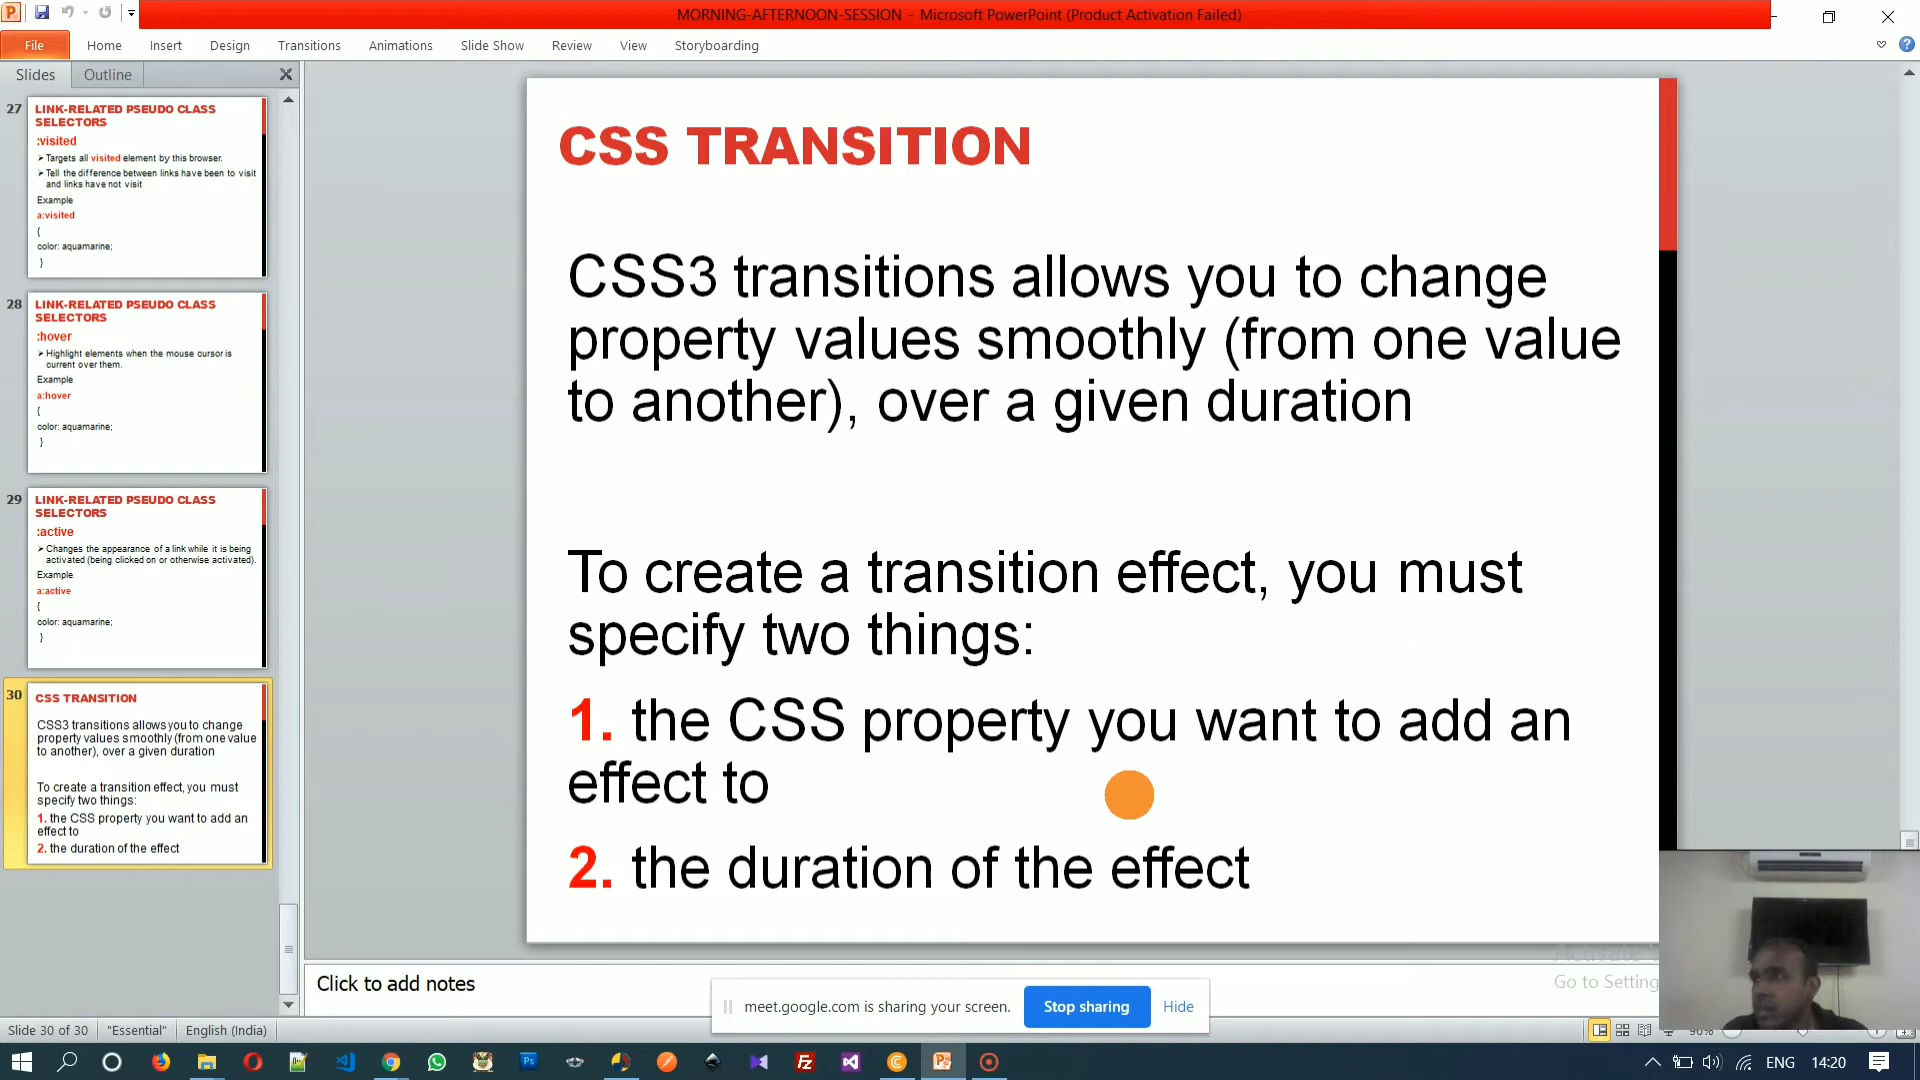 MORNING-AFTERNOON-SESSION - Microsoft PowerPoint (Product Activation Failed)
File Home Insert Design Transitions Animations Slide Show Review View Storyboarding
Slides Outline
27
LINK-RELATED PSEUDO CLASS
SELECTORS
:visited
Targets all visited element by this browser.
Tell the difference between links have been to visit
and links have not visit
Example
a:visited
{
color: aquamarine;
}
28
LINK-RELATED PSEUDO CLASS
SELECTORS
:hover
Highlight elements when the mouse cursor is
current over them.
Example
a:hover
{
color: aquamarine;
}
29
LINK-RELATED PSEUDO CLASS
SELECTORS
:active
Changes the appearance of a link while it is being
activated (being clicked on or otherwise activated).
Example
a:active
{
color: aquamarine;
}
30
CSS TRANSITION
CSS3 transitions allows you to change
property values smoothly (from one value
to another), over a given duration
To create a transition effect, you must
specify two things:
1. the CSS property you want to add an
effect to
2. the duration of the effect
CSS TRANSITION
CSS3 transitions allows you to change
property values smoothly (from one value
to another), over a given duration
To create a transition effect, you must
specify two things:
1. the CSS property you want to add an
effect to
2. the duration of the effect
Go to Setting
Click to add notes
meet.google.com is sharing your screen. Stop sharing Hide
Slide 30 of 30 "Essential" English (India)
ENG 14:20